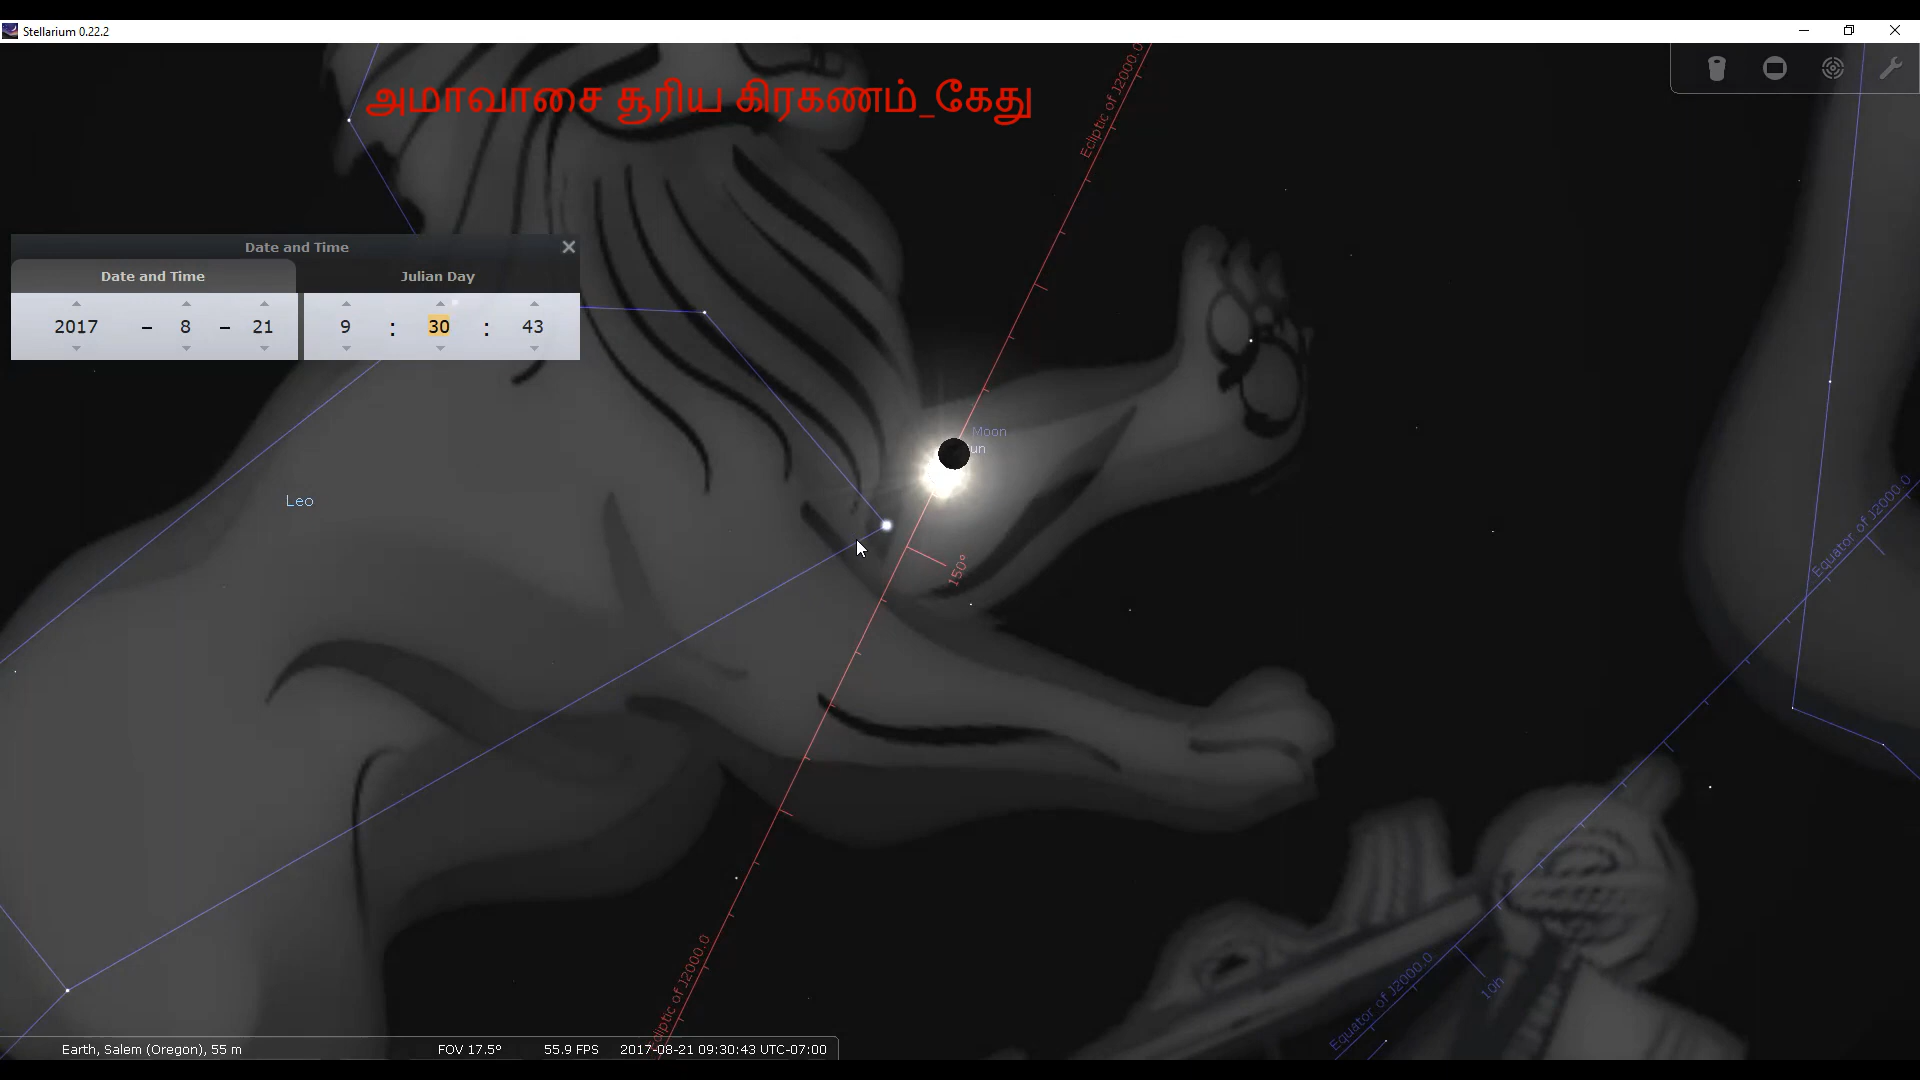 Stellarium 0.22.2
அமாவாசை சூரிய கிரகணம்_கேது
Ecliptic of J2000.0
Date and Time
Date and Time Julian Day
2017 - 8 - 21 9 : 30 : 43
Moon
un
Leo
150°
Equator of J2000.0
Ecliptic of J2000.0
Equator of J2000.0
10h
Earth, Salem (Oregon), 55 m FOV 17.5° 55.9 FPS 2017-08-21 09:30:43 UTC-07:00